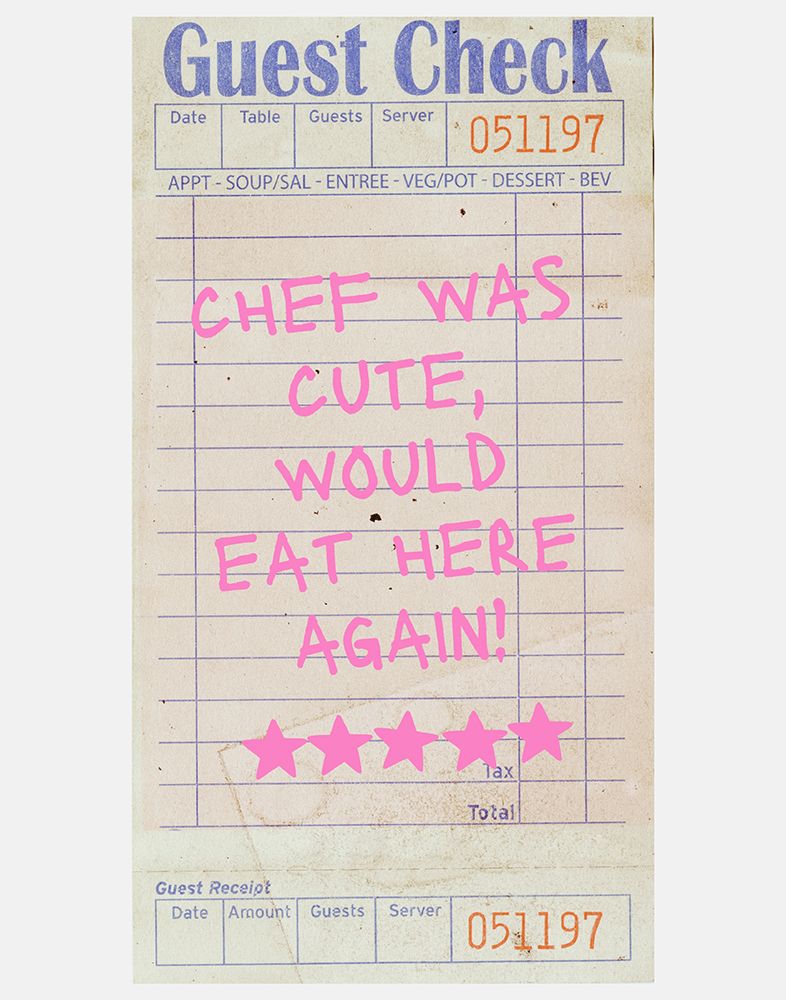 Guest Check
Date Table Guests Server 051197
APPT - SOUP/SAL - ENTREE - VEG/POT - DESSERT - BEV
CHEF WAS
CUTE,
WOULD
EAT HERE
AGAIN!
Tax
Total
Guest Receipt
Date Amount Guests Server 051197